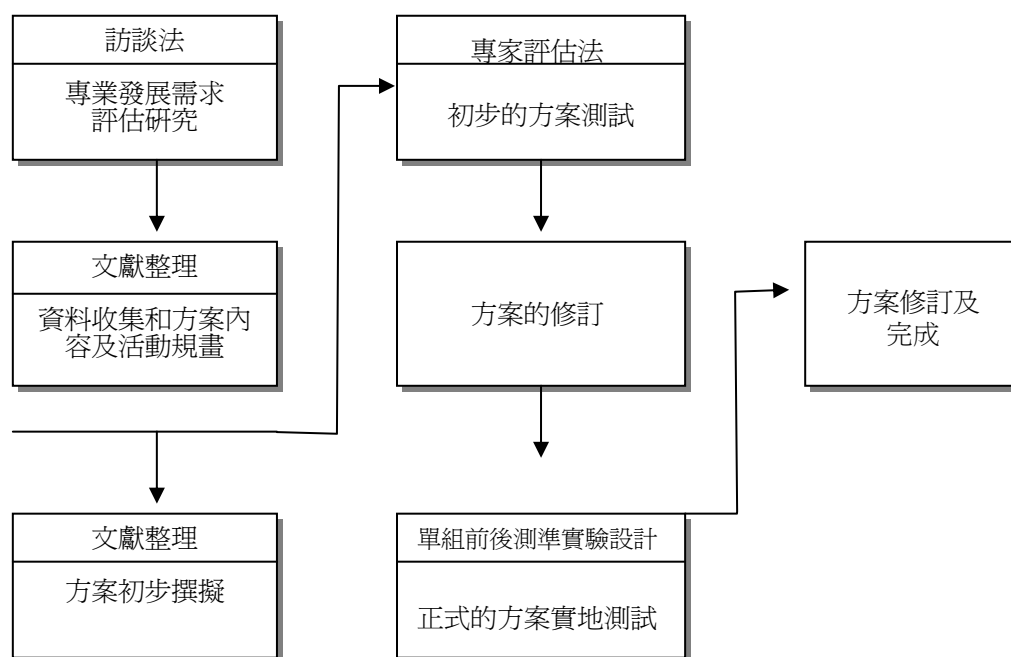 訪談法
專業發展需求
評估研究
文獻整理
資料收集和方案內
容及活動規畫
文獻整理
方案初步撰擬
專家評估法
初步的方案測試
方案的修訂
單組前後測準實驗設計
正式的方案實地測試
方案修訂及
完成